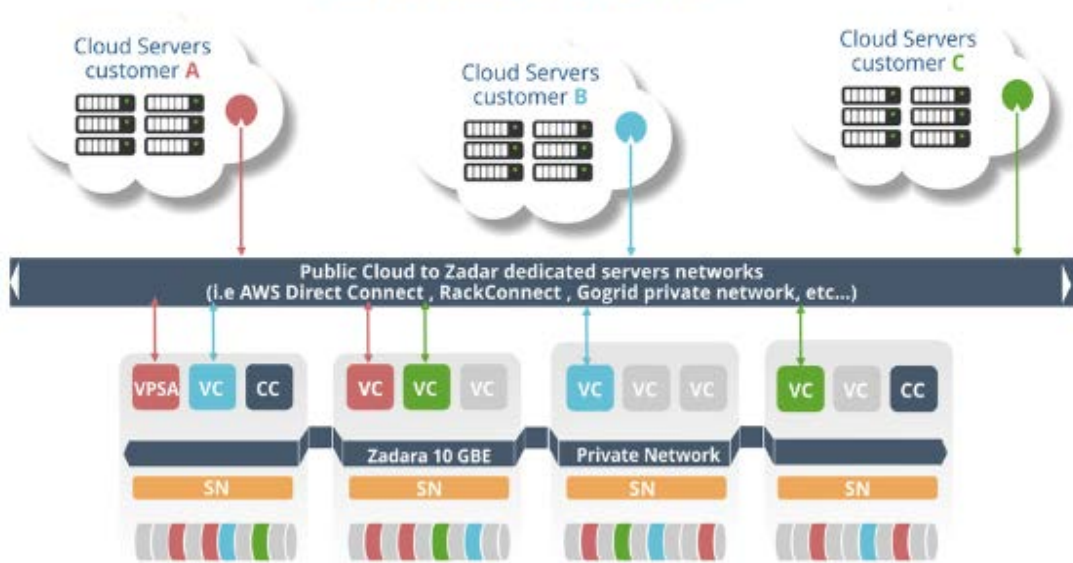 Cloud Servers
customer A
Cloud Servers
customer B
Cloud Servers
customer C
Public Cloud to Zadar dedicated servers networks
(i.e AWS Direct Connect , RackConnect , Gogrid private network, etc...)
VPSA VC CC
VC VC VC
VC VC VC
VC VC CC
Zadara 10 GBE Private Network
SN SN SN SN